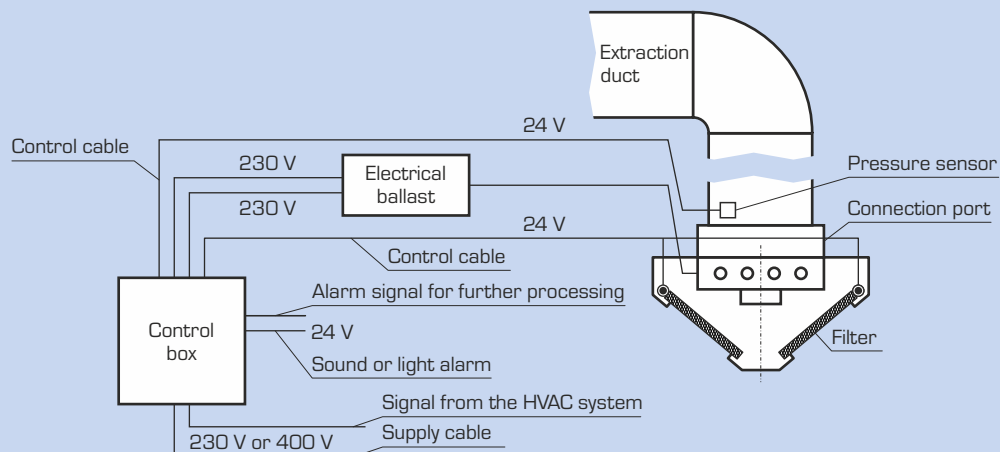 Extraction
duct
24 V
Control cable
230 V
Electrical
ballast
Pressure sensor
230 V
Connection port
24 V
Control cable
Alarm signal for further processing
Control
box
24 V
Filter
Sound or light alarm
Signal from the HVAC system
230 V or 400 V
Supply cable